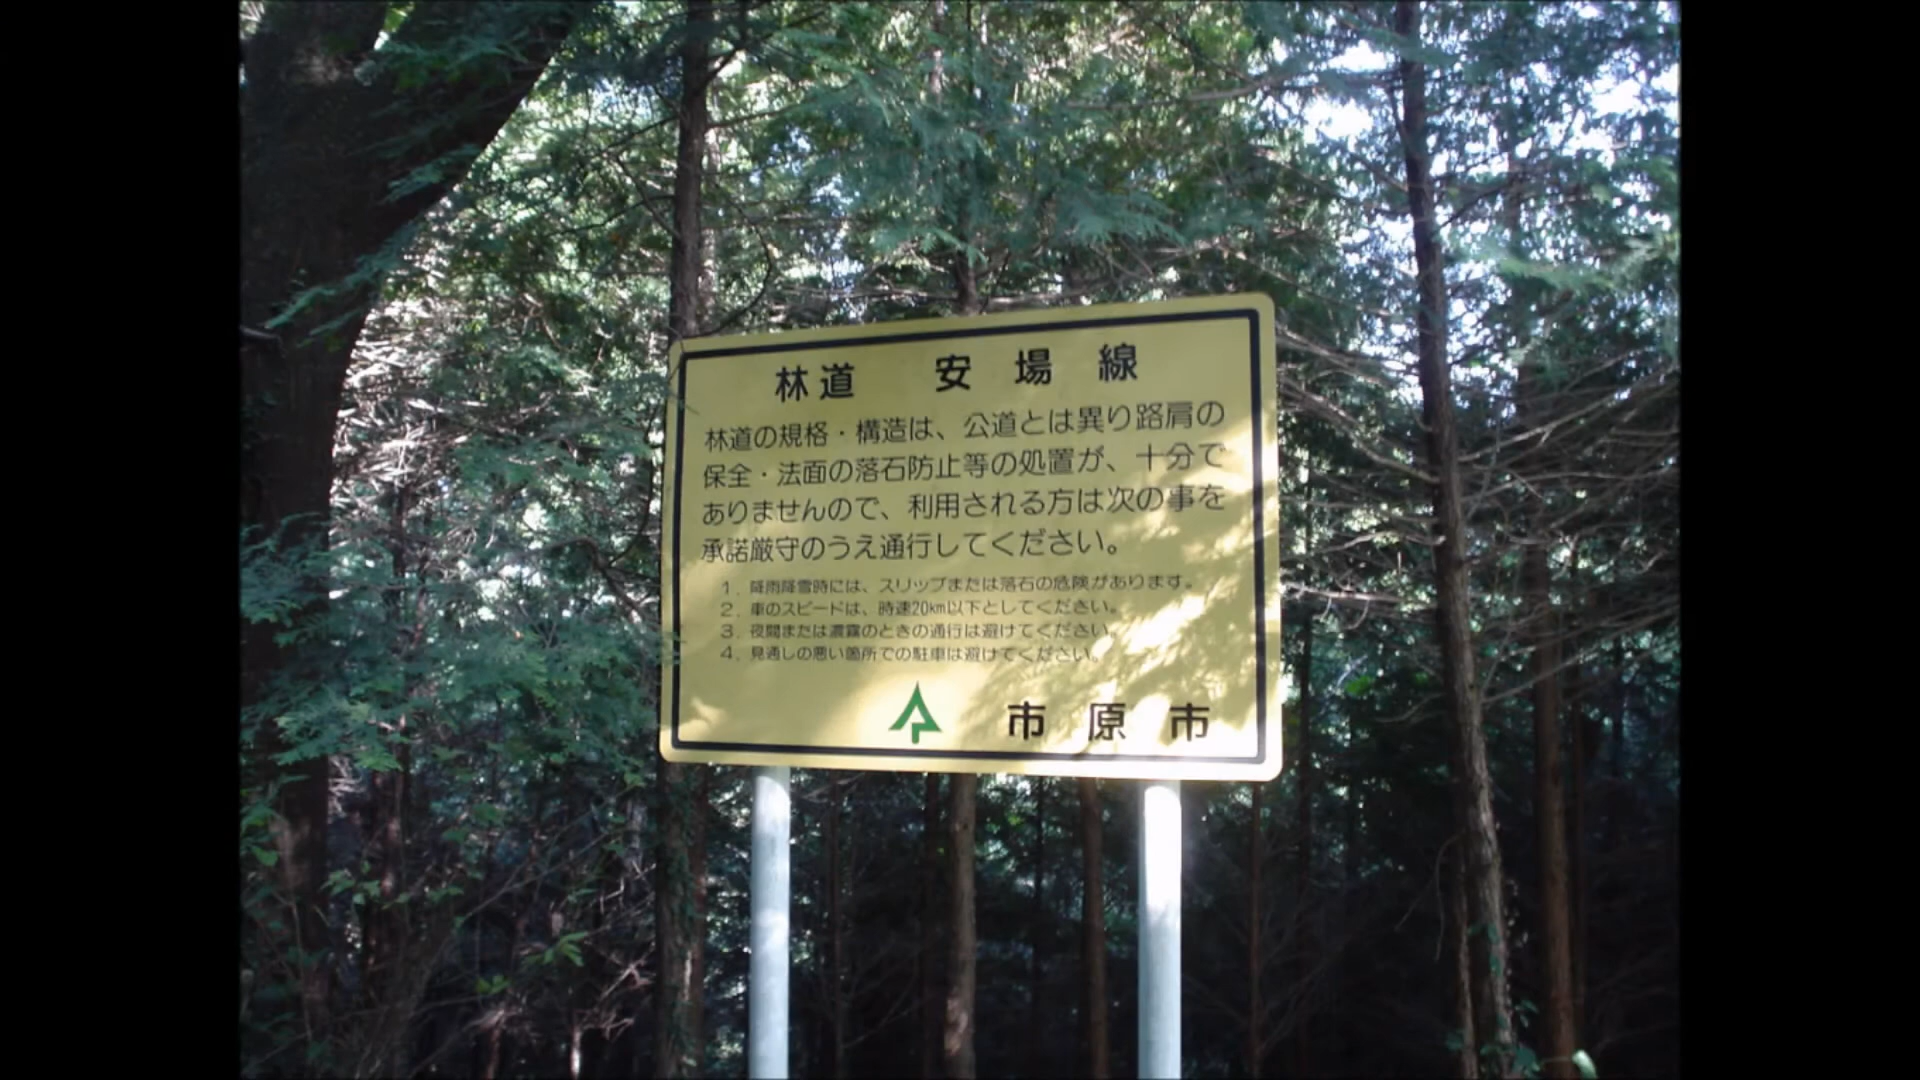 林道 安場線
林道の規格・構造は、公道とは異り路肩の
保全・法面の落石防止等の処置が、十分で
ありませんので、利用される方は次の事を
承諾厳守のうえ通行してください。
1. 降雨降雪時には、スリップまたは落石の危険があります。
2. 車のスピードは、時速20km以下としてください。
3. 夜間または濃霧のときの通行は避けてください。
4. 見通しの悪い箇所での駐車は避けてください。
市原市